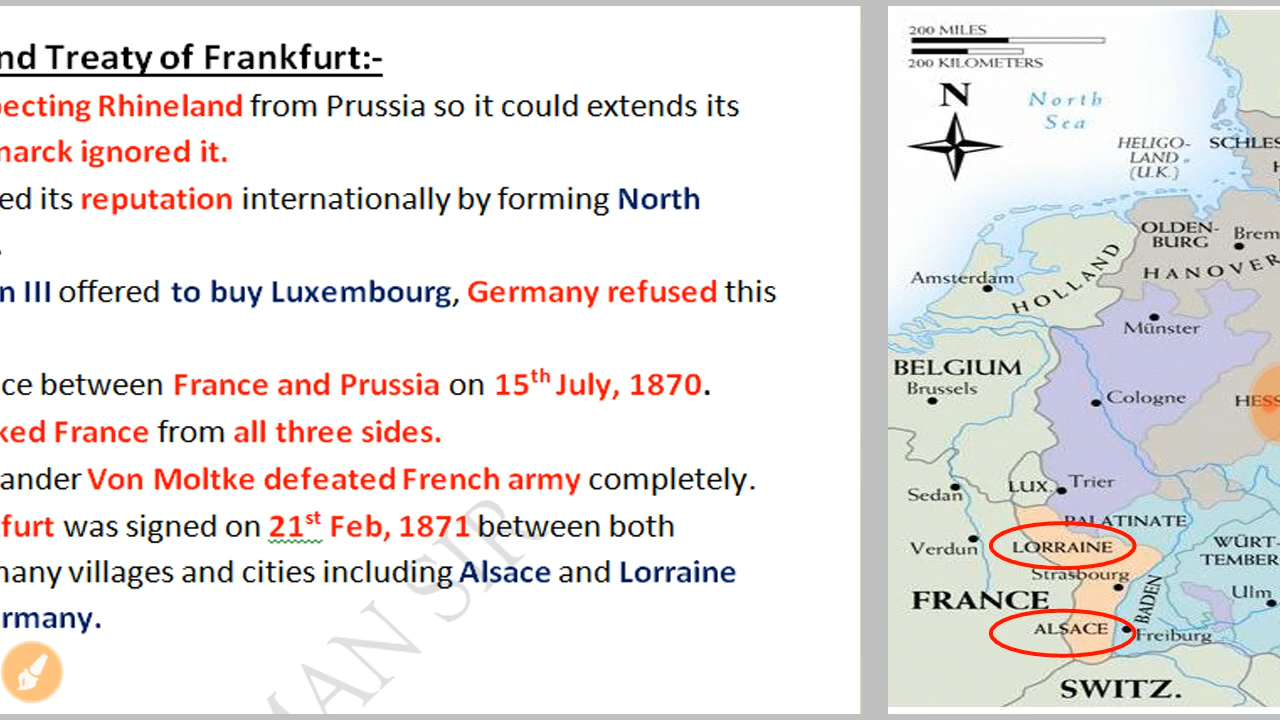 nd Treaty of Frankfurt:-
pecting Rhineland from Prussia so it could extends its
marck ignored it.
ed its reputation internationally by forming North
n III offered to buy Luxembourg, Germany refused this
ce between France and Prussia on 15th July, 1870.
ked France from all three sides.
ander Von Moltke defeated French army completely.
furt was signed on 21st Feb, 1871 between both
many villages and cities including Alsace and Lorraine
ermany.
MAN SIR
200 MILES
200 KILOMETERS
N
North
Sea
HELIGO-
LAND
(U.K.)
SCHLES
H
OLDEN-
BURG
Brem
HANOVER
Amsterdam
HOLLAND
Münster
BELGIUM
Brussels
Cologne
HESS
Sedan
LUX.
Trier
PALATINATE
Verdun
LORRAINE
WÜRT-
TEMBER
Strasbourg
BADEN
Ulm
FRANCE
ALSACE
Freiburg
SWITZ.